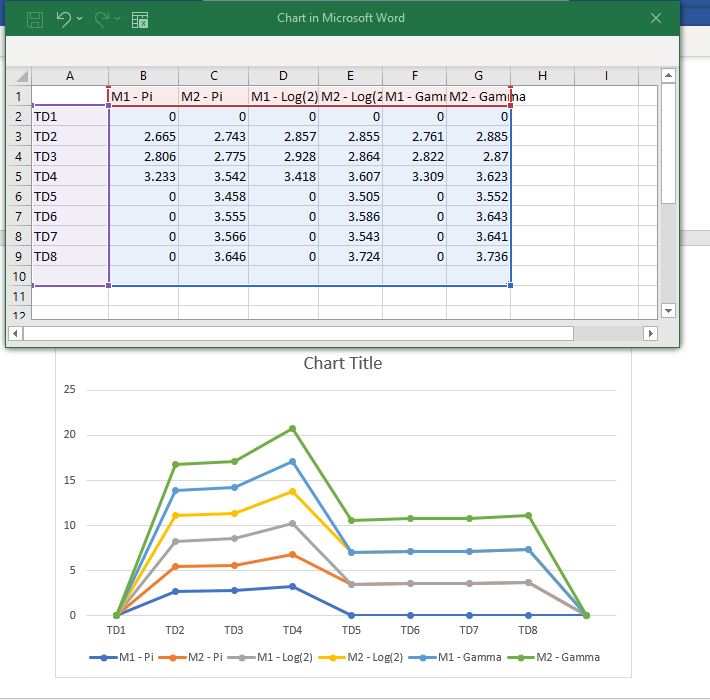 Chart in Microsoft Word
A B C D E F G H I
1 M1 - Pi M2 - Pi M1 - Log(2) M2 - Log(2 M1 - Gamm M2 - Gamma
2 TD1 0 0 0 0 0 0
3 TD2 2.665 2.743 2.857 2.855 2.761 2.885
4 TD3 2.806 2.775 2.928 2.864 2.822 2.87
5 TD4 3.233 3.542 3.418 3.607 3.309 3.623
6 TD5 0 3.458 0 3.505 0 3.552
7 TD6 0 3.555 0 3.586 0 3.643
8 TD7 0 3.566 0 3.543 0 3.641
9 TD8 0 3.646 0 3.724 0 3.736
10
11
12
Chart Title
25
20
15
10
5
0
TD1 TD2 TD3 TD4 TD5 TD6 TD7 TD8
M1 - Pi M2 - Pi M1 - Log(2) M2 - Log(2) M1 - Gamma M2 - Gamma